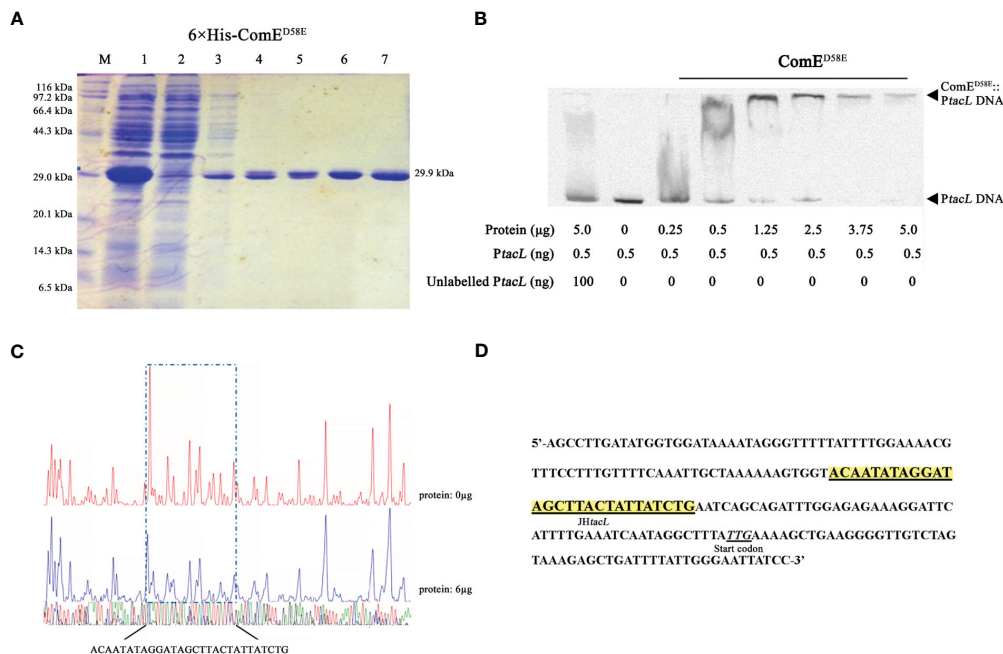 A
6×His-ComE^D58E
M 1 2 3 4 5 6 7
116 kDa
97.2 kDa
66.4 kDa
44.3 kDa
29.0 kDa
20.1 kDa
14.3 kDa
6.5 kDa
29.9 kDa
B
ComE^D58E
ComE^D58E::
PtacL DNA
PtacL DNA
Protein (µg) 5.0 0 0.25 0.5 1.25 2.5 3.75 5.0
PtacL (ng) 0.5 0.5 0.5 0.5 0.5 0.5 0.5 0.5
Unlabelled PtacL (ng) 100 0 0 0 0 0 0 0
C
protein: 0µg
protein: 6µg
ACAATATAGGATAGCTTACTATTATCTG
D
5'-AGCCTTGATATGGTGGATAAAATAGGGTTTTTATTTTGGAAAACG
TTTCCTTTGTTTTCAAATTGCTAAAAAAGTGGTACAATATAGGAT
AGCTTACTATTATCTGAATCAGCAGATTTGGAGAGAAAGGATTC
JHtacL
ATTTTGAAATCAATAGGCTTTATTGAAAAGCTGAAGGGGTTGTCTAG
Start codon
TAAAGAGCTGATTTTATTGGGAATTATCC-3'